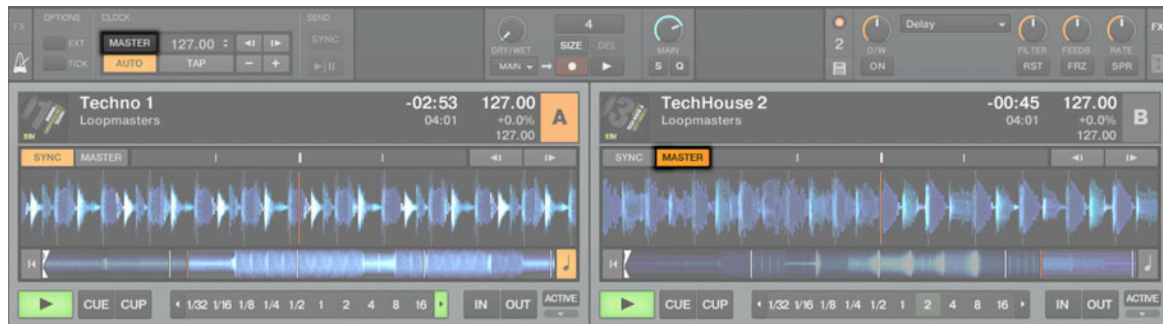 FX
OPTIONS
CLOCK
SEND
EXT
MASTER
127.00
SYNC
TICK
AUTO
TAP
DRY/WET
4
SIZE
DEL
MAIN
MAIN
S
Q
2
D/W
ON
Delay
FILTER
FEEDB
RATE
RST
FRZ
SPR
FX
Techno 1
-02:53
127.00
A
Loopmasters
04:01
+0.0%
127.00
SYNC
MASTER
CUE
CUP
1/32 1/16 1/8 1/4 1/2 1 2 4 8 16
IN
OUT
ACTIVE
TechHouse 2
-00:45
127.00
B
Loopmasters
04:01
+0.0%
127.00
SYNC
MASTER
CUE
CUP
1/32 1/16 1/8 1/4 1/2 1 2 4 8 16
IN
OUT
ACTIVE